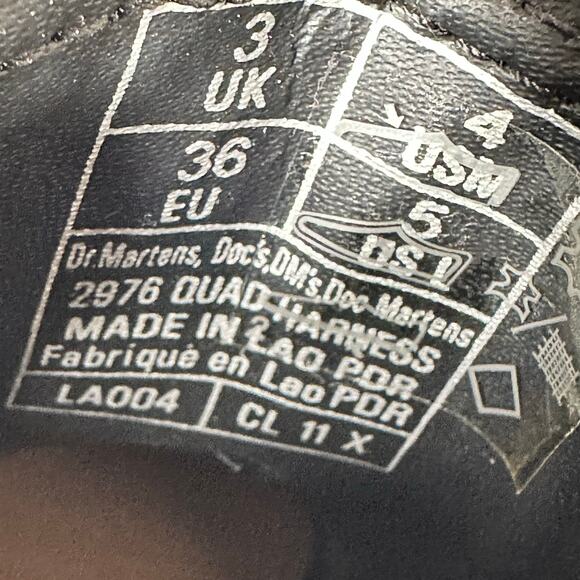 3
UK
4
USM
36
EU
5
US L
Dr.Martens, Doc's, DM's, Doc Martens
2976 QUAD HARNESS
MADE IN LAO PDR
Fabriqué en Lao PDR
LA004
CL 11 X